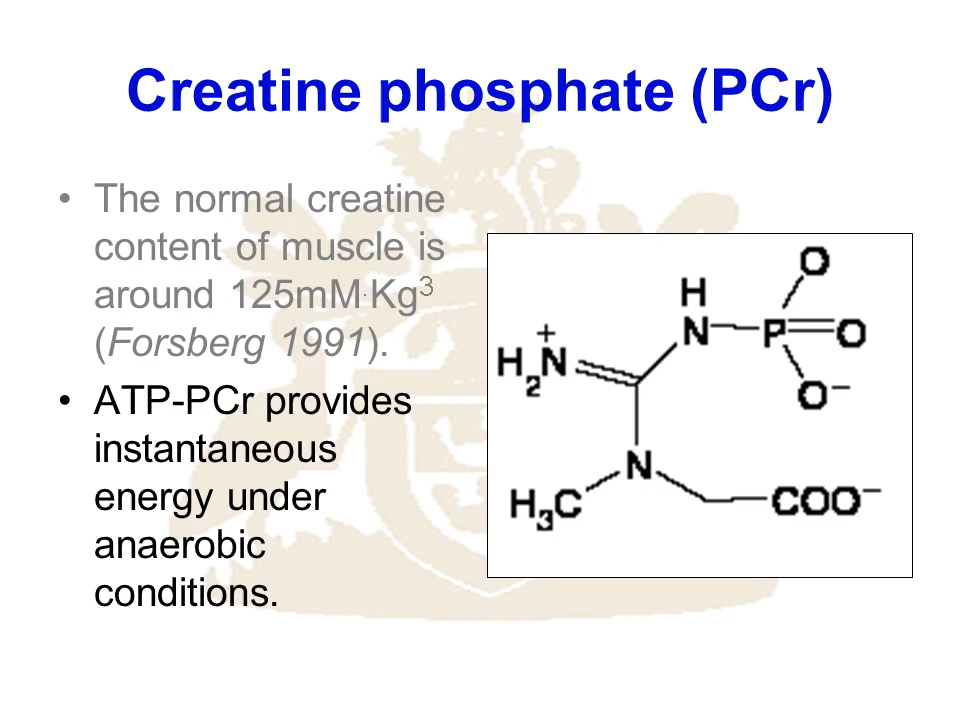 Creatine phosphate (PCr)
• The normal creatine
content of muscle is
around 125mM.Kg³
(Forsberg 1991).
• ATP-PCr provides
instantaneous
energy under
anaerobic
conditions.
O
H
N P O
+
H₂N
O⁻
N
H₃C COO⁻